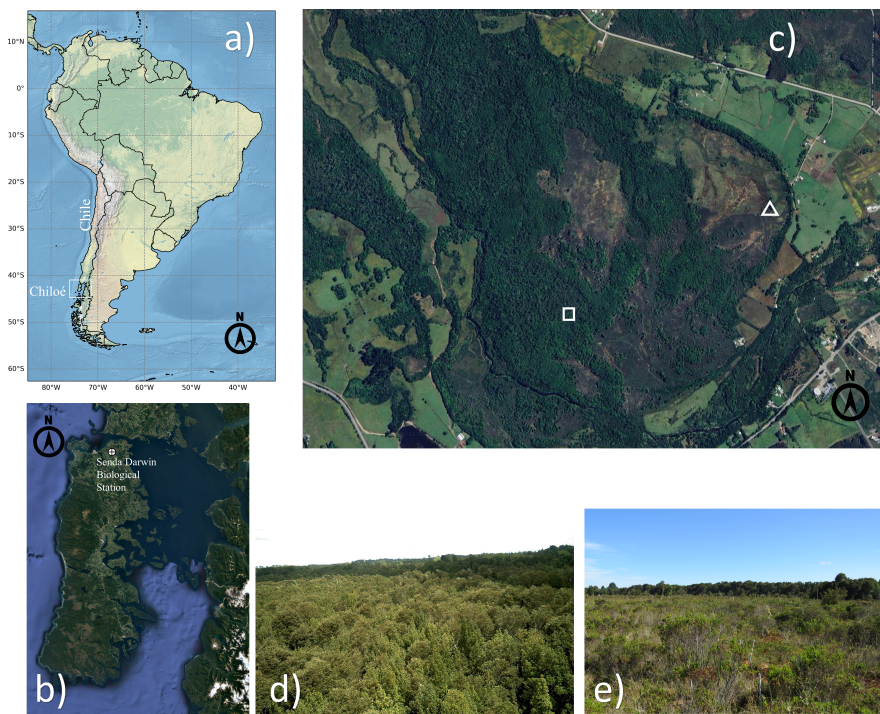 a)
10°N
0°
10°S
20°S
30°S
40°S
50°S
60°S
Chile
Chiloé
N
80°W
70°W
60°W
50°W
40°W
c)
N
N
Senda Darwin
Biological
Station
b)
d)
e)